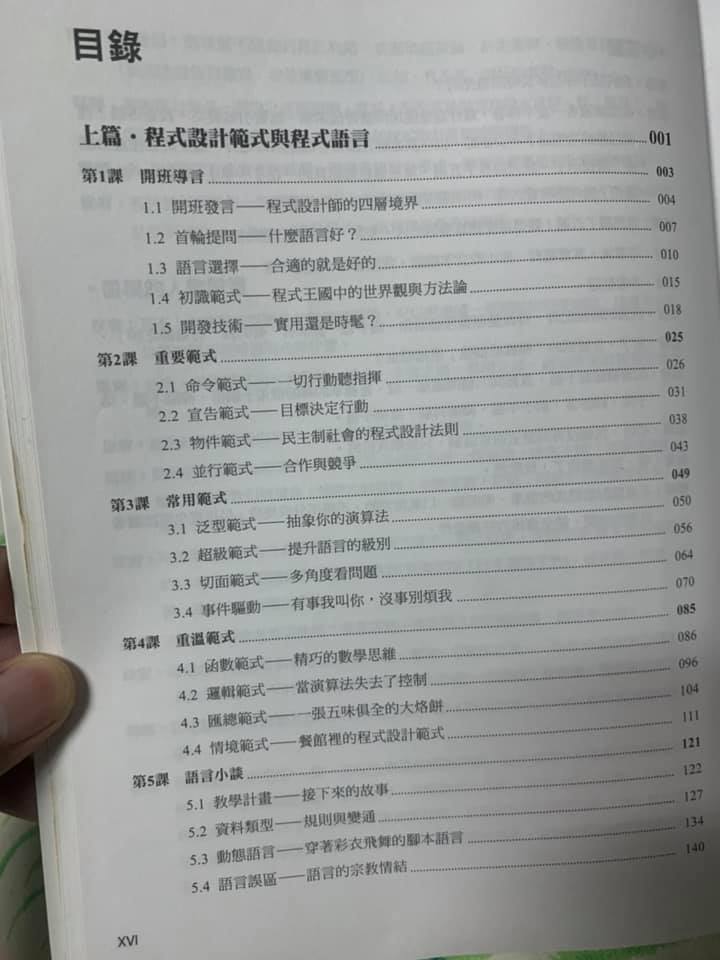 目錄
上篇・程式設計範式與程式語言 001
第1課 開班導言 003
1.1 開班發言——程式設計師的四層境界 004
1.2 首輪提問——什麼語言好？ 007
1.3 語言選擇——合適的就是好的 010
1.4 初識範式——程式王國中的世界觀與方法論 015
1.5 開發技術——實用還是時髦？ 018
第2課 重要範式 025
2.1 命令範式——一切行動聽指揮 026
2.2 宣告範式——目標決定行動 031
2.3 物件範式——民主制社會的程式設計法則 038
2.4 並行範式——合作與競爭 043
第3課 常用範式 049
3.1 泛型範式——抽象你的演算法 050
3.2 超級範式——提升語言的級別 056
3.3 切面範式——多角度看問題 064
3.4 事件驅動——有事我叫你，沒事別煩我 070
第4課 重溫範式 085
4.1 函數範式——精巧的數學思維 086
4.2 邏輯範式——當演算法失去了控制 096
4.3 匯總範式——一張五味俱全的大烙餅 104
4.4 情境範式——餐館裡的程式設計範式 111
第5課 語言小談 121
5.1 教學計畫——接下來的故事 122
5.2 資料類型——規則與變通 127
5.3 動態語言——穿著彩衣飛舞的腳本語言 134
5.4 語言誤區——語言的宗教情結 140
XVI